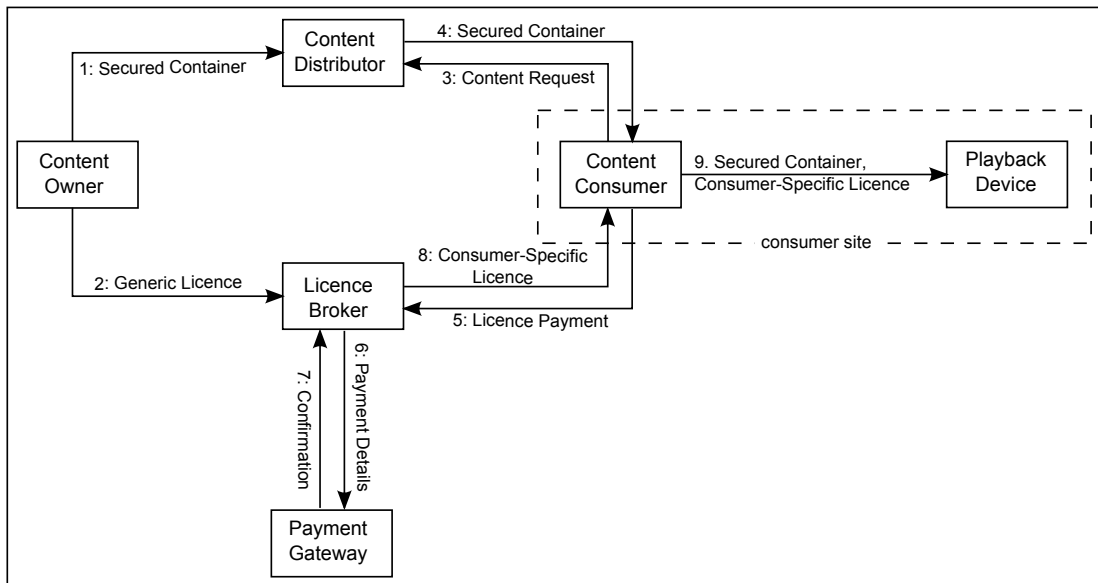 Content
Distributor
4: Secured Container
3: Content Request
1: Secured Container
Content
Owner
Content
Consumer
9. Secured Container,
Consumer-Specific Licence
Playback
Device
consumer site
8: Consumer-Specific
Licence
2: Generic Licence
Licence
Broker
5: Licence Payment
7: Confirmation
6: Payment Details
Payment
Gateway